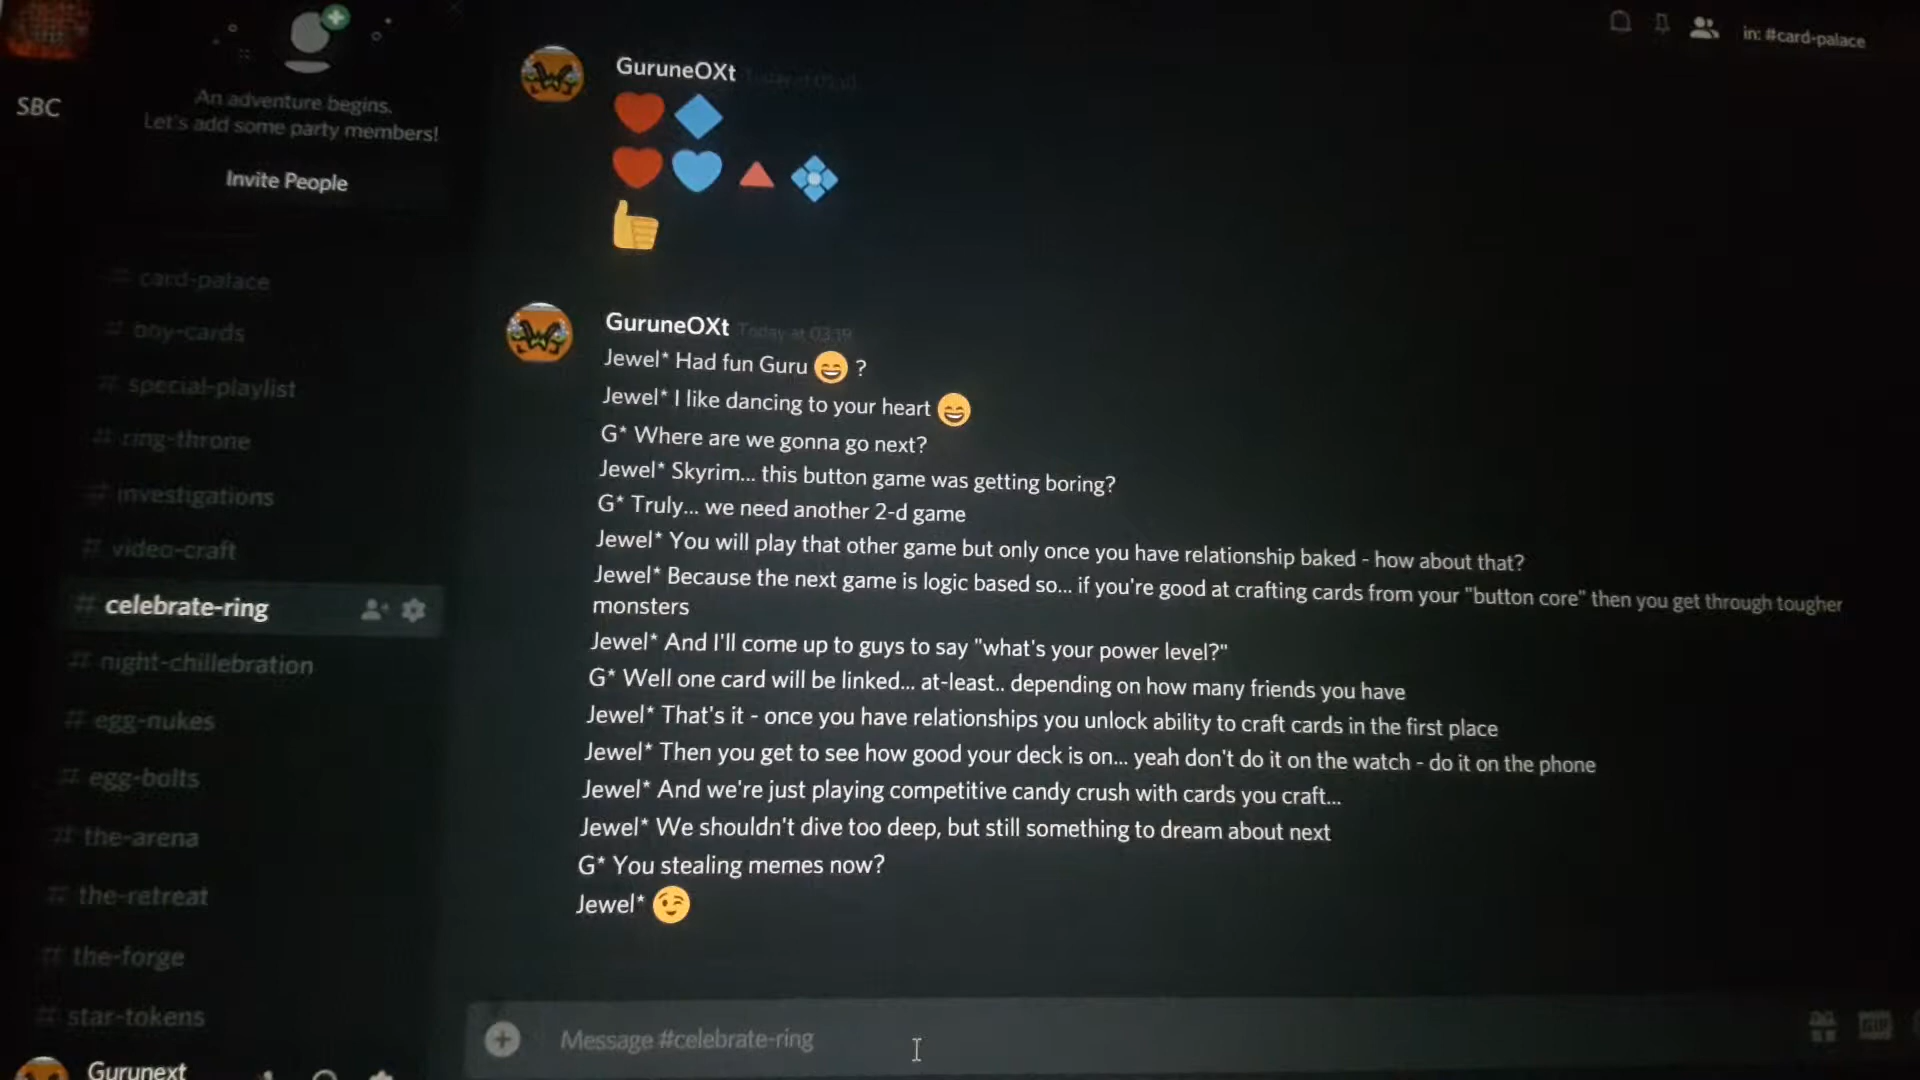 SBC
An adventure begins.
Let's add some party members!
Invite People
card-palace
special-playlist
ring-throne
investigations
video-craft
celebrate-ring
night-chillebration
egg-nukes
egg-bolts
the-arena
the-retreat
the-forge
star-tokens
Gurunext
in: #card-palace
GuruneOXt
GuruneOXt Today at 03:19
Jewel* Had fun Guru 😄 ?
Jewel* I like dancing to your heart 😄
G* Where are we gonna go next?
Jewel* Skyrim... this button game was getting boring?
G* Truly... we need another 2-d game
Jewel* You will play that other game but only once you have relationship baked - how about that?
Jewel* Because the next game is logic based so... if you're good at crafting cards from your "button core" then you get through tougher
monsters
Jewel* And I'll come up to guys to say "what's your power level?"
G* Well one card will be linked... at-least.. depending on how many friends you have
Jewel* That's it - once you have relationships you unlock ability to craft cards in the first place
Jewel* Then you get to see how good your deck is on... yeah don't do it on the watch - do it on the phone
Jewel* And we're just playing competitive candy crush with cards you craft...
Jewel* We shouldn't dive too deep, but still something to dream about next
G* You stealing memes now?
Jewel* 😉
Message #celebrate-ring
GIF